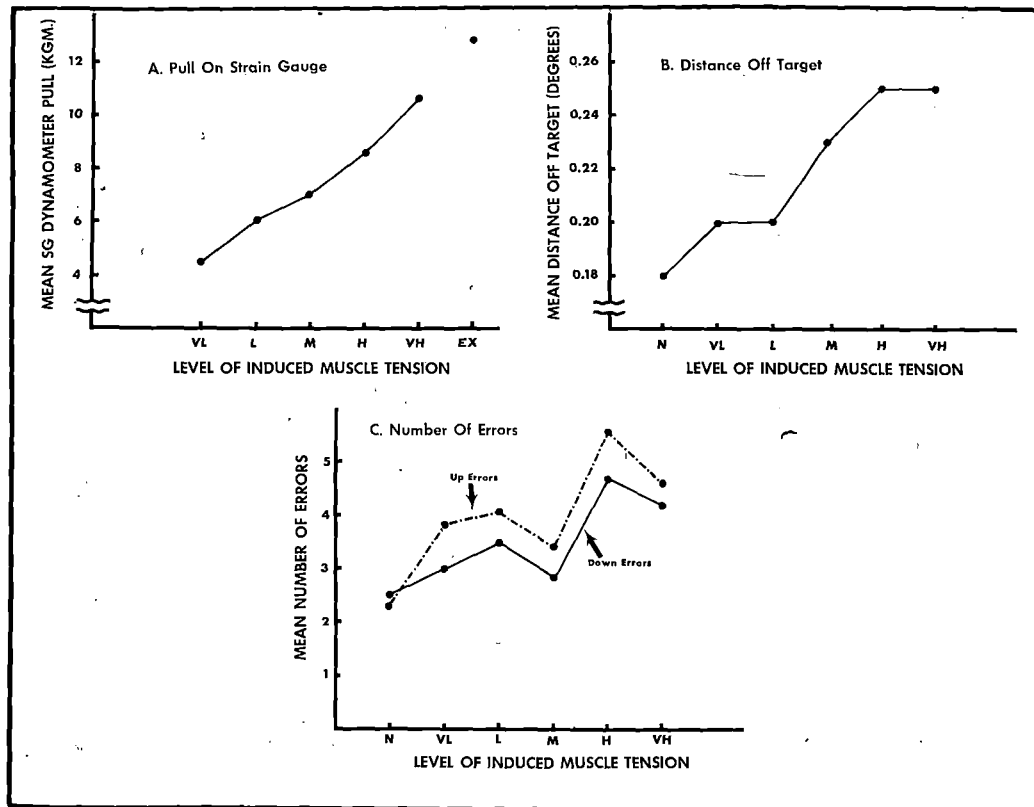 A. Pull On Strain Gauge
MEAN SG DYNAMOMETER PULL (KGM.)
12
10
8
6
4
VL L M H VH EX
LEVEL OF INDUCED MUSCLE TENSION
B. Distance Off Target
MEAN DISTANCE OFF TARGET (DEGREES)
0.26
0.24
0.22
0.20
0.18
N VL L M H VH
LEVEL OF INDUCED MUSCLE TENSION
C. Number Of Errors
MEAN NUMBER OF ERRORS
5
4
3
2
1
Up Errors
Down Errors
N VL L M H VH
LEVEL OF INDUCED MUSCLE TENSION